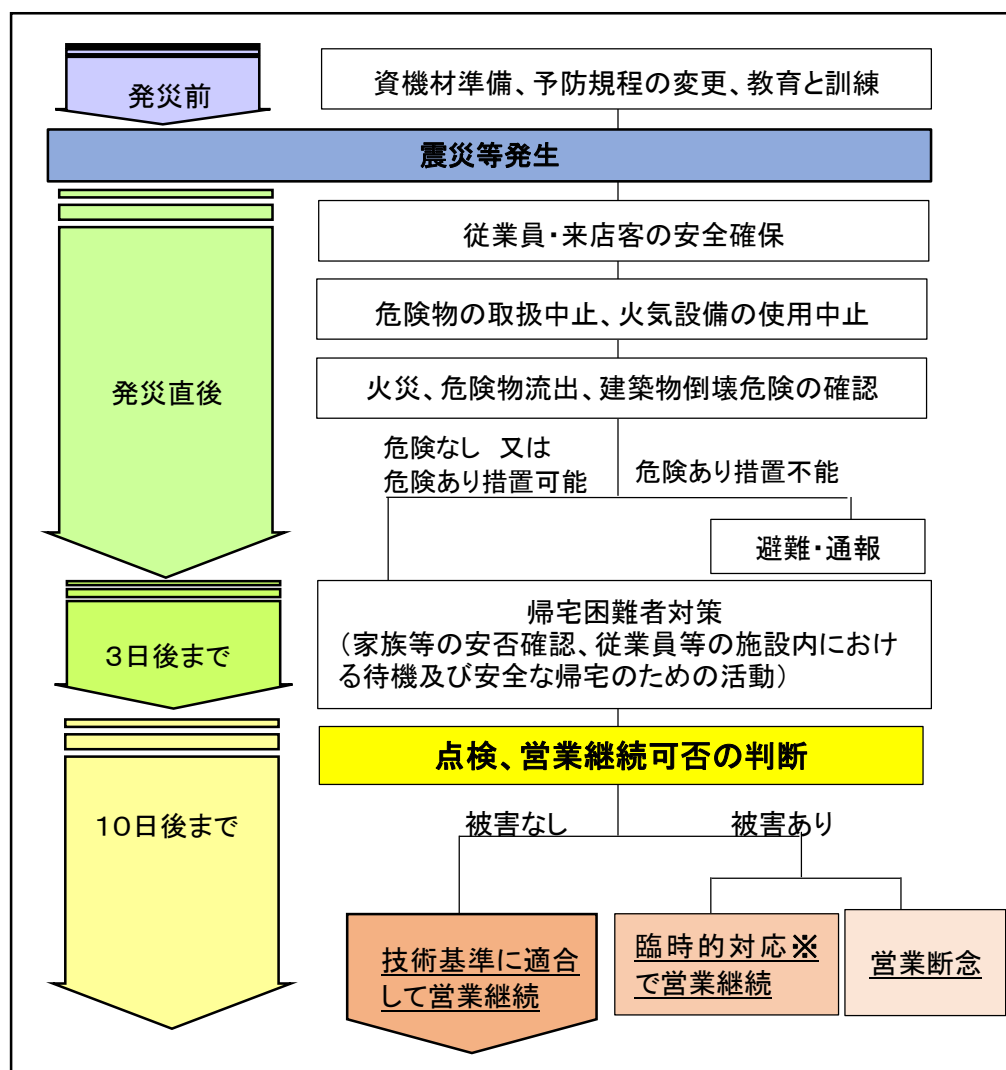 発災前
資機材準備、予防規程の変更、教育と訓練
震災等発生
従業員・来店客の安全確保
危険物の取扱中止、火気設備の使用中止
発災直後
火災、危険物流出、建築物倒壊危険の確認
危険なし 又は
危険あり措置可能
危険あり措置不能
避難・通報
3日後まで
帰宅困難者対策
（家族等の安否確認、従業員等の施設内におけ
る待機及び安全な帰宅のための活動）
点検、営業継続可否の判断
10日後まで
被害なし
被害あり
技術基準に適合
して営業継続
臨時的対応※
で営業継続
営業断念